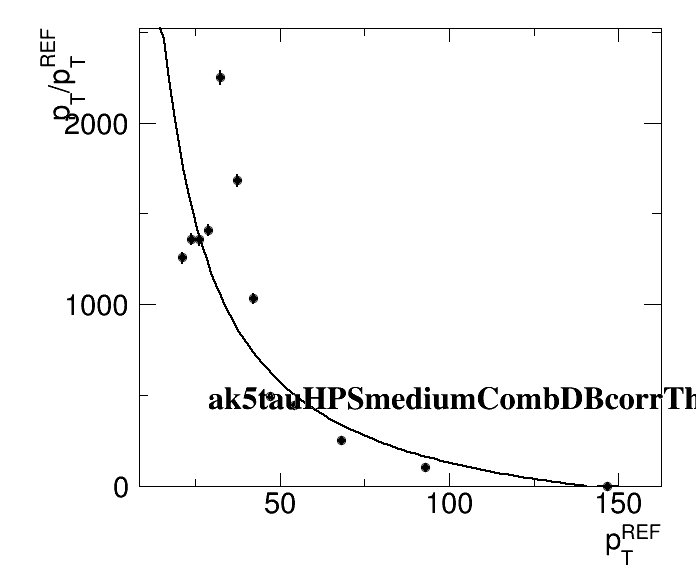 p_T/p_T^REF
2000
1000
0
ak5tauHPSmediumCombDBcorrTh
50 100 150
p_T^REF